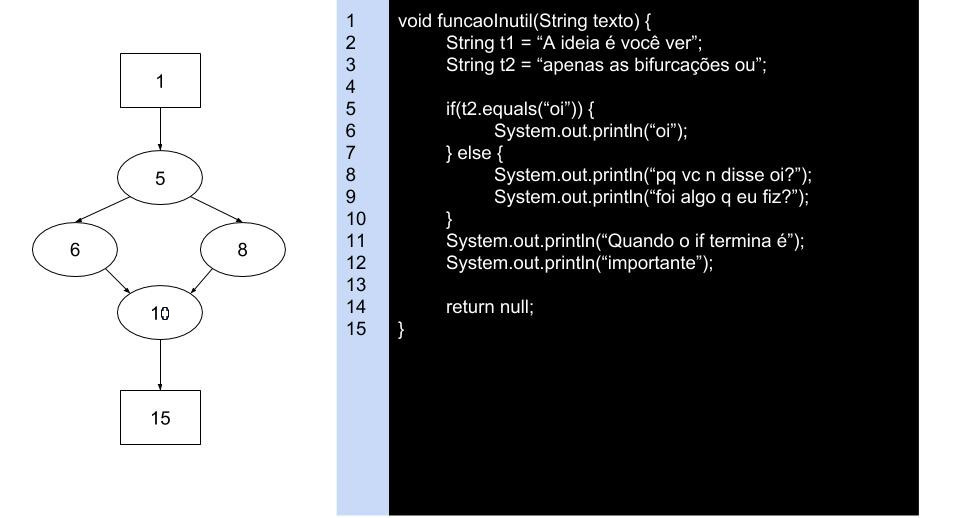 1
5
6 8
10
15
1 void funcaoInutil(String texto) {
2 String t1 = “A ideia é você ver”;
3 String t2 = “apenas as bifurcações ou”;
4
5 if(t2.equals(“oi”)) {
6 System.out.println(“oi”);
7 } else {
8 System.out.println(“pq vc n disse oi?”);
9 System.out.println(“foi algo q eu fiz?”);
10 }
11 System.out.println(“Quando o if termina é”);
12 System.out.println(“importante”);
13
14 return null;
15 }